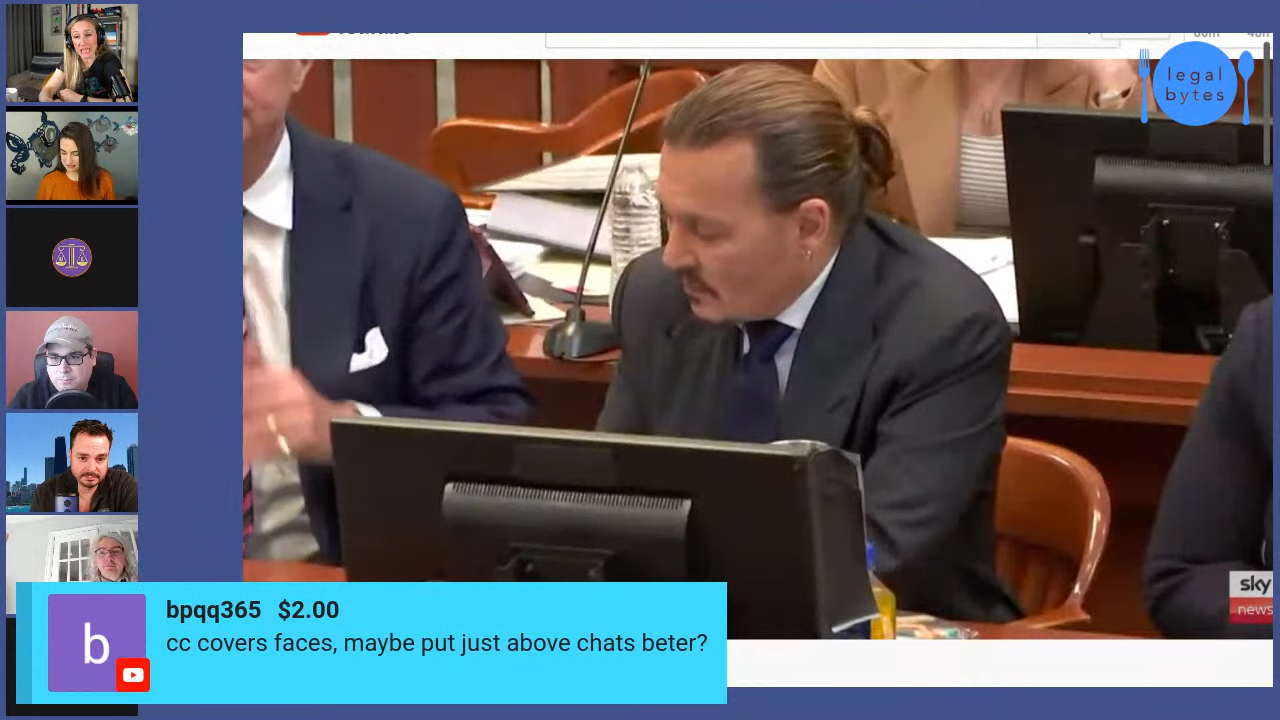 legal
bytes
sky
news
b
bpqq365 $2.00
cc covers faces, maybe put just above chats beter?